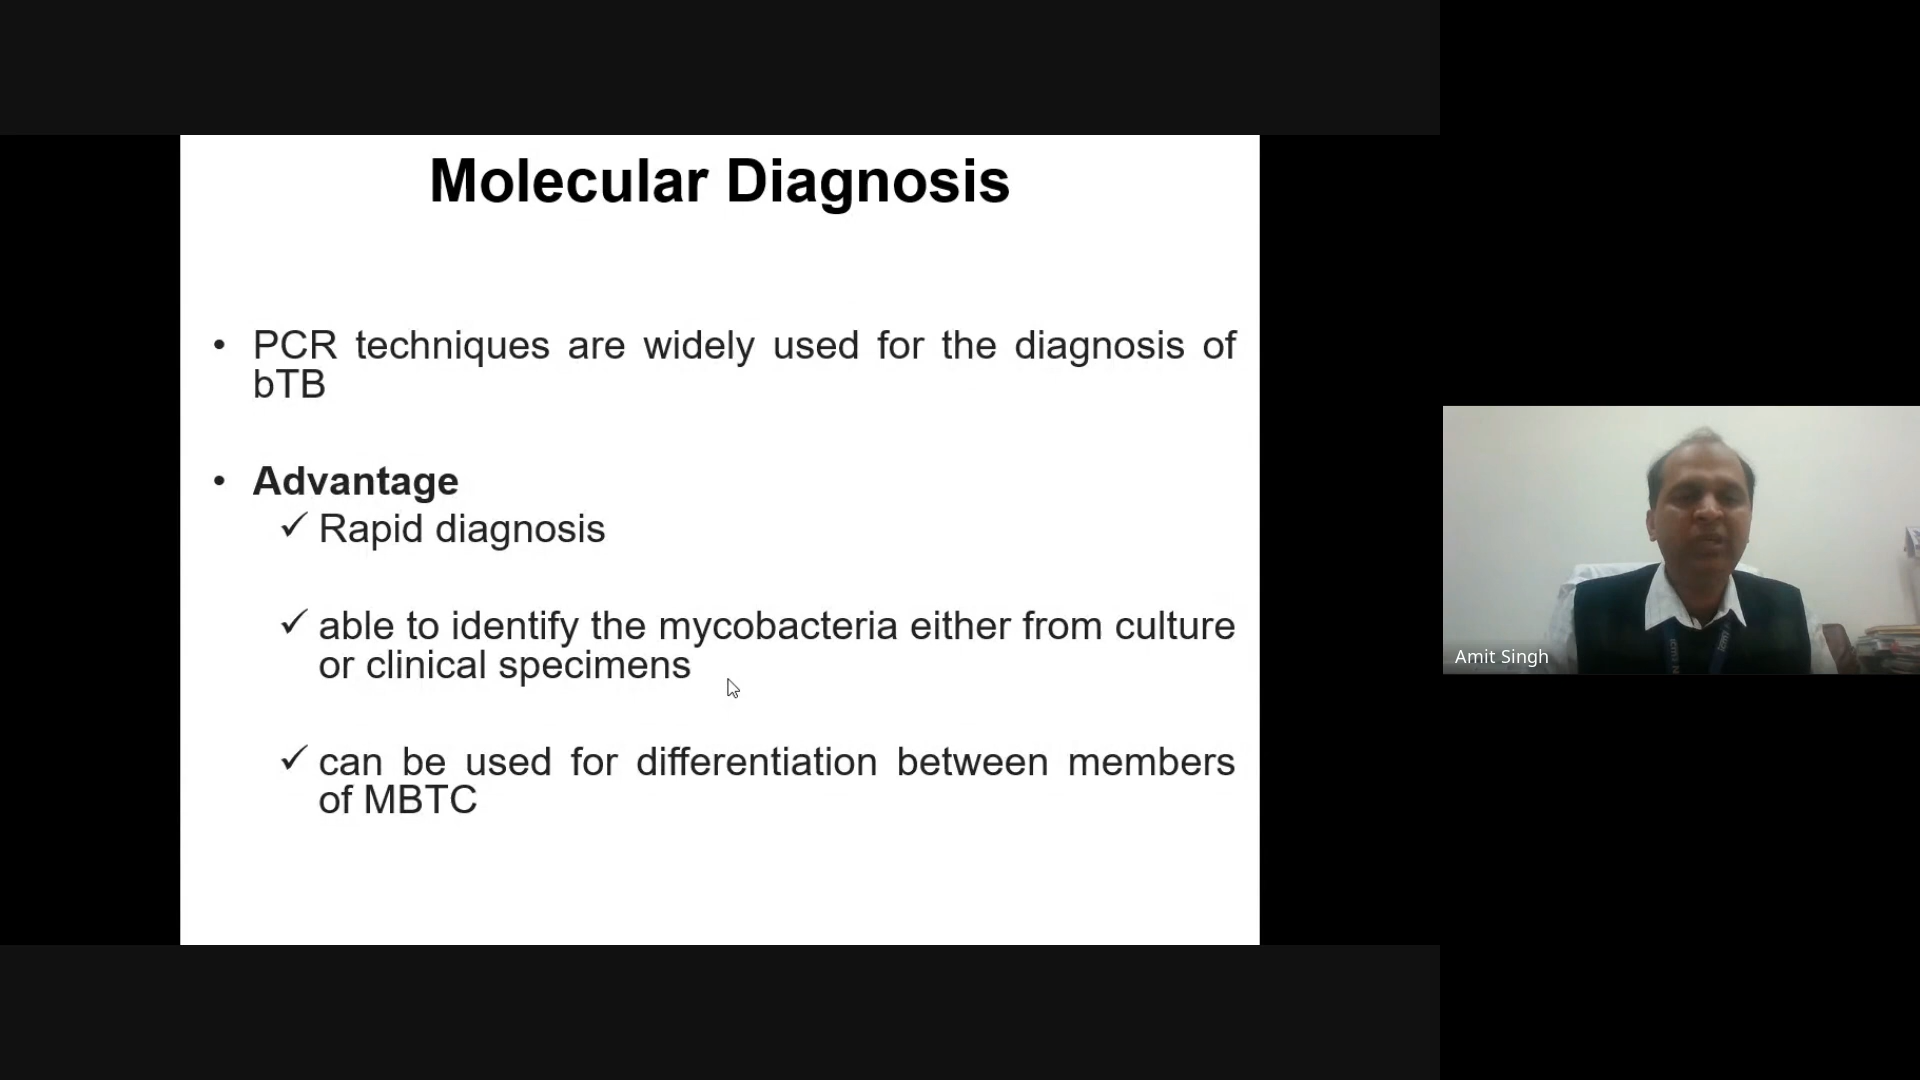 Molecular Diagnosis
• PCR techniques are widely used for the diagnosis of
bTB
• Advantage
✓ Rapid diagnosis
✓ able to identify the mycobacteria either from culture
or clinical specimens
✓ can be used for differentiation between members
of MBTC
Amit Singh